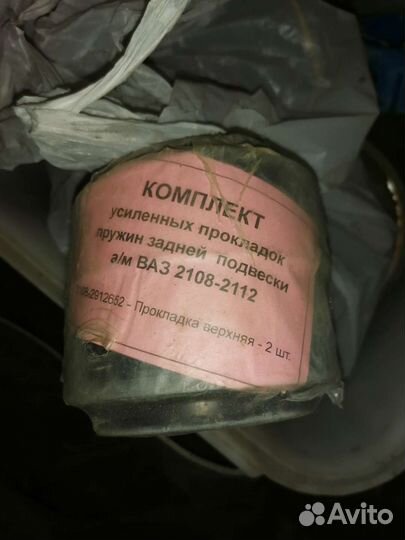 КОМПЛЕКТ
усиленных прокладок
пружин задней подвески
а/м ВАЗ 2108-2112
2108-2912652 - Прокладка верхняя - 2 шт.
Avito